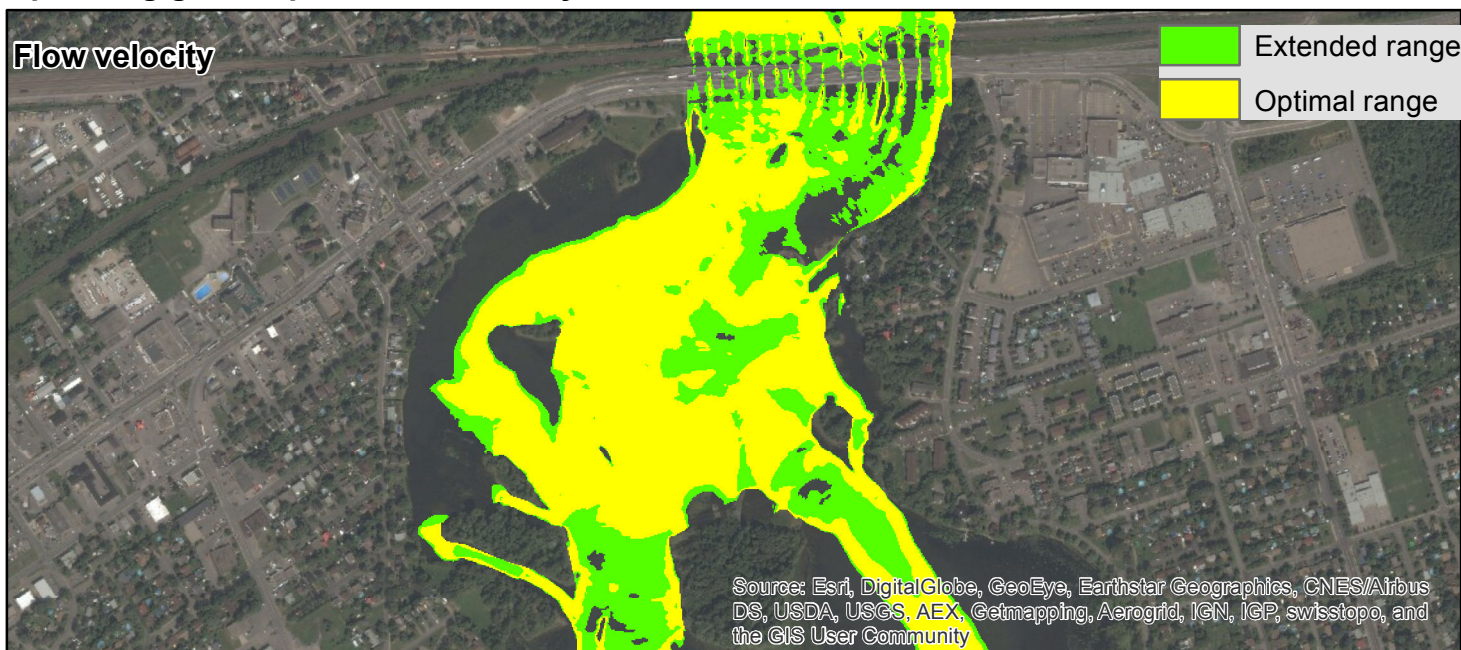 Flow velocity
Extended range
Optimal range
Source: Esri, DigitalGlobe, GeoEye, Earthstar Geographics, CNES/Airbus
DS, USDA, USGS, AEX, Getmapping, Aerogrid, IGN, IGP, swisstopo, and
the GIS User Community